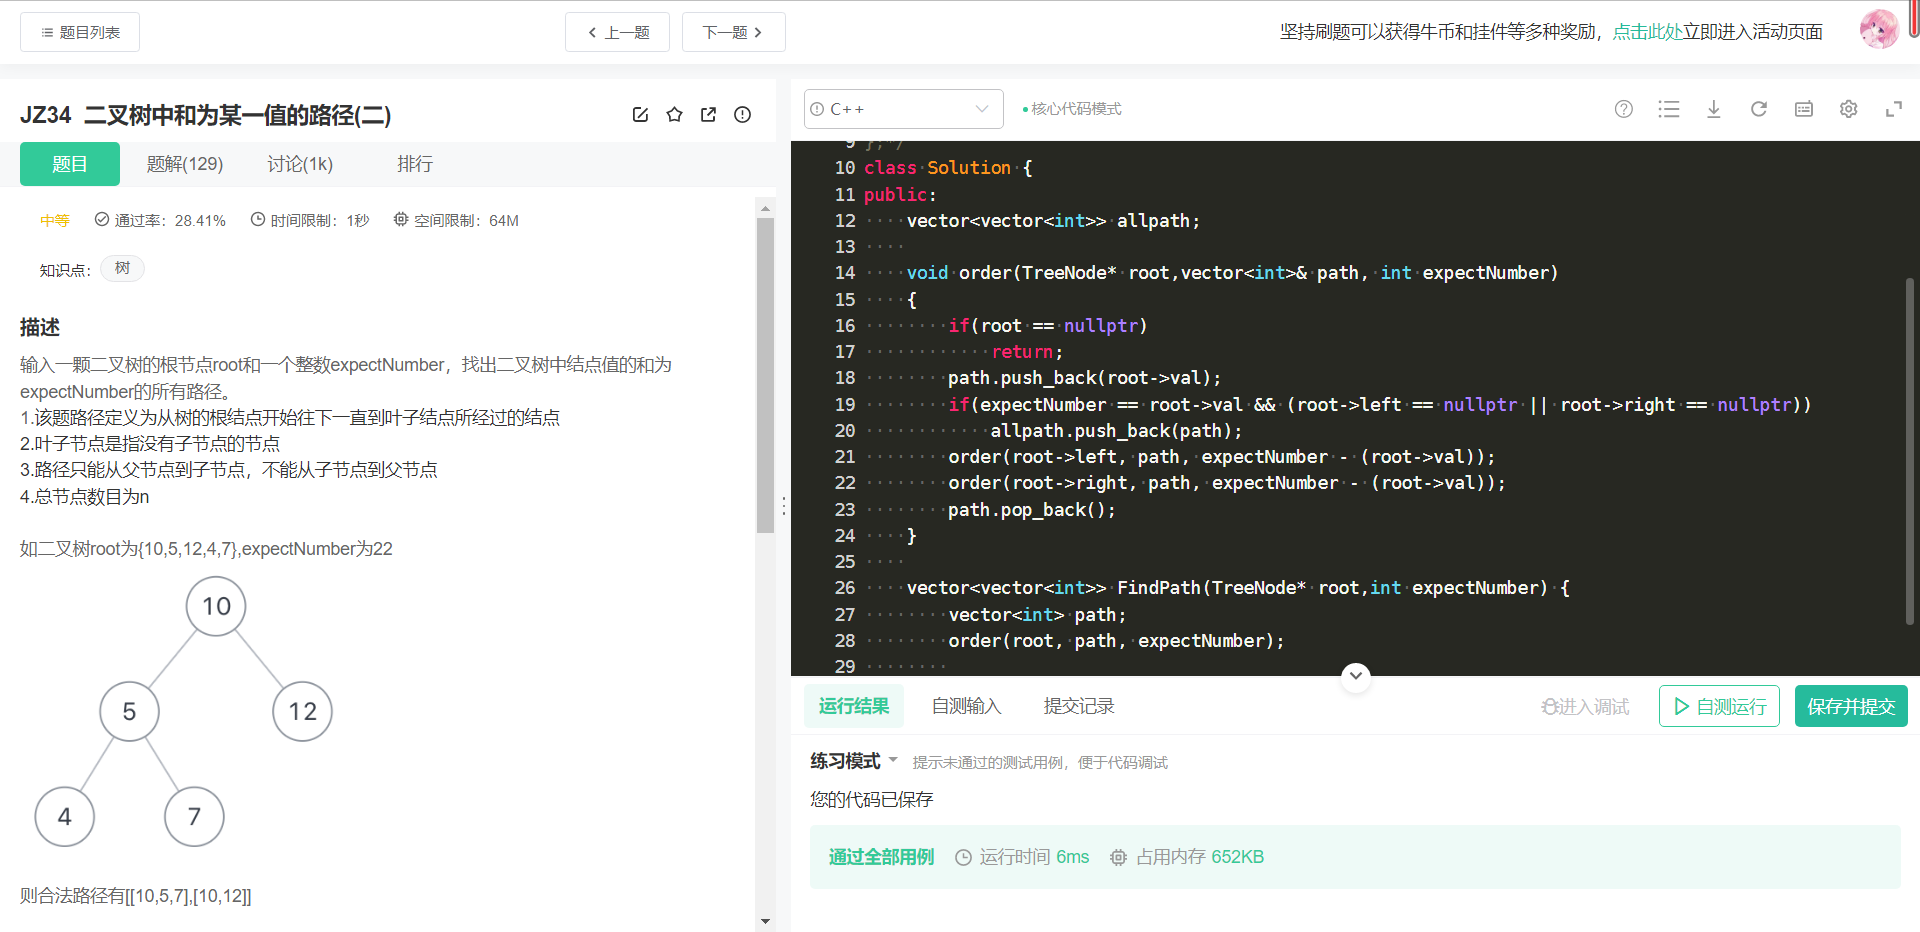 题目列表
上一题
下一题
坚持刷题可以获得牛币和挂件等多种奖励，点击此处立即进入活动页面
JZ34 二叉树中和为某一值的路径(二)
题目 题解(129) 讨论(1k) 排行
中等 通过率：28.41% 时间限制：1秒 空间限制：64M
知识点： 树
描述
输入一颗二叉树的根节点root和一个整数expectNumber，找出二叉树中结点值的和为
expectNumber的所有路径。
1.该题路径定义为从树的根结点开始往下一直到叶子结点所经过的结点
2.叶子节点是指没有子节点的节点
3.路径只能从父节点到子节点，不能从子节点到父节点
4.总节点数目为n
如二叉树root为{10,5,12,4,7},expectNumber为22
10
5
12
4
7
则合法路径有[[10,5,7],[10,12]]
C++
核心代码模式
9 };*/
10 class Solution {
11 public:
12     vector<vector<int>> allpath;
13
14     void order(TreeNode* root,vector<int>& path, int expectNumber)
15     {
16         if(root == nullptr)
17             return;
18         path.push_back(root->val);
19         if(expectNumber == root->val && (root->left == nullptr || root->right == nullptr))
20             allpath.push_back(path);
21         order(root->left, path, expectNumber - (root->val));
22         order(root->right, path, expectNumber - (root->val));
23         path.pop_back();
24     }
25
26     vector<vector<int>> FindPath(TreeNode* root,int expectNumber) {
27         vector<int> path;
28         order(root, path, expectNumber);
29
运行结果 自测输入 提交记录 进入调试 自测运行 保存并提交
练习模式 提示未通过的测试用例，便于代码调试
您的代码已保存
通过全部用例 运行时间 6ms 占用内存 652KB